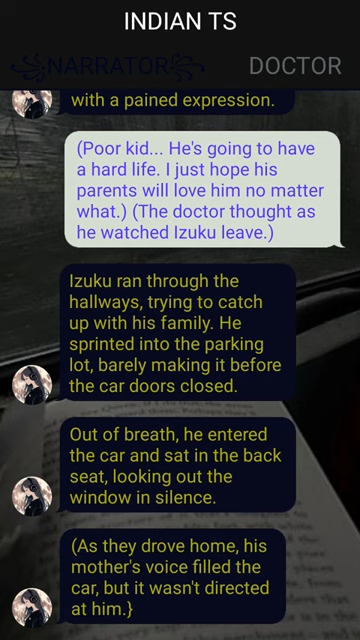 INDIAN TS
NARRATOR
DOCTOR
with a pained expression.
(Poor kid... He's going to have
a hard life. I just hope his
parents will love him no matter
what.) (The doctor thought as
he watched Izuku leave.)
Izuku ran through the
hallways, trying to catch
up with his family. He
sprinted into the parking
lot, barely making it before
the car doors closed.
Out of breath, he entered
the car and sat in the back
seat, looking out the
window in silence.
(As they drove home, his
mother's voice filled the
car, but it wasn't directed
at him.}